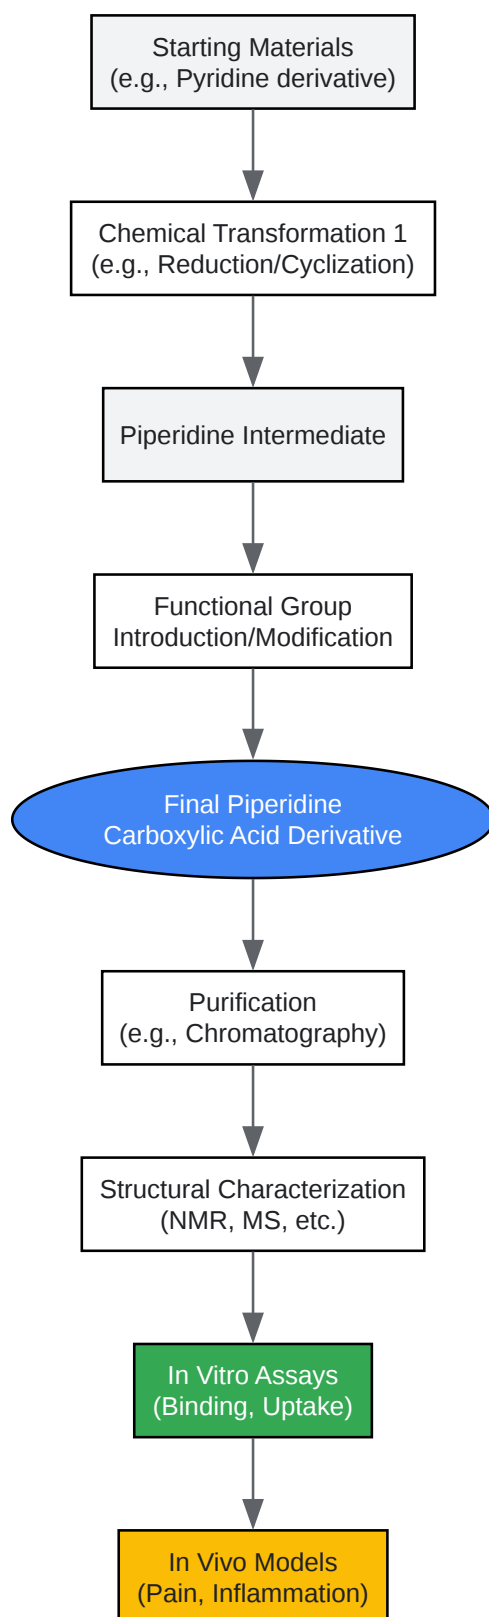 Starting Materials
(e.g., Pyridine derivative)
Chemical Transformation 1
(e.g., Reduction/Cyclization)
Piperidine Intermediate
Functional Group
Introduction/Modification
Final Piperidine
Carboxylic Acid Derivative
Purification
(e.g., Chromatography)
Structural Characterization
(NMR, MS, etc.)
In Vitro Assays
(Binding, Uptake)
In Vivo Models
(Pain, Inflammation)